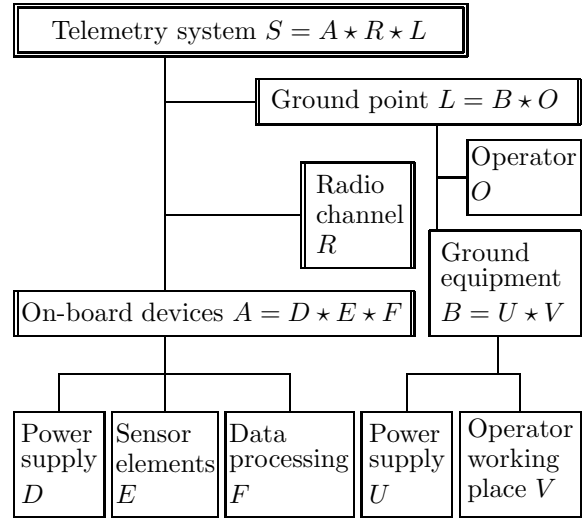 Telemetry system S = A ⋆ R ⋆ L
Ground point L = B ⋆ O
Operator
O
Radio
channel
R
Ground
equipment
B = U ⋆ V
On-board devices A = D ⋆ E ⋆ F
Power
supply
D
Sensor
elements
E
Data
processing
F
Power
supply
U
Operator
working
place V